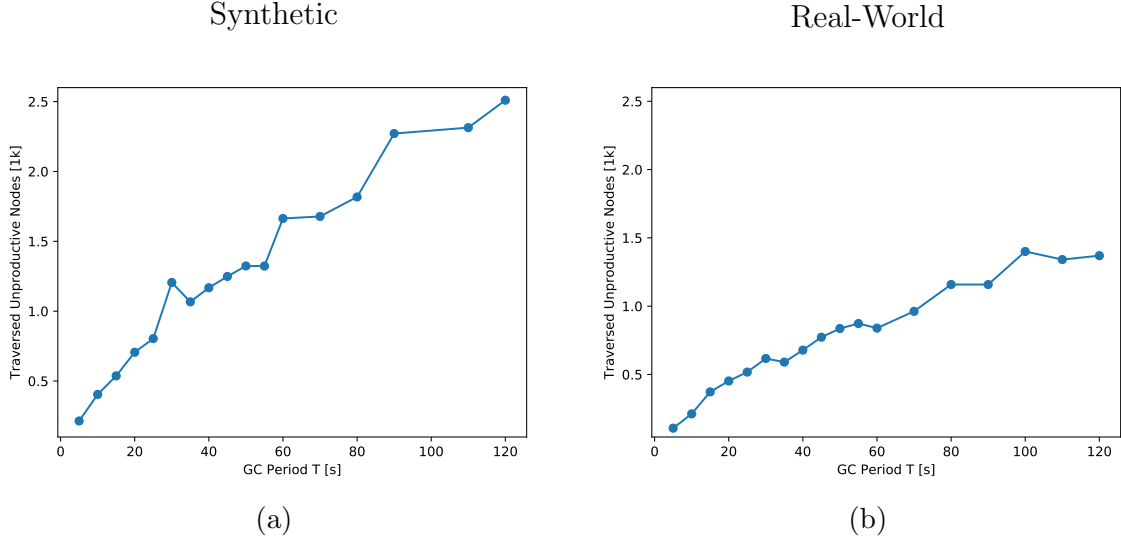 Synthetic
Traversed Unproductive Nodes [1k]
2.5
2.0
1.5
1.0
0.5
0 20 40 60 80 100 120
GC Period T [s]
(a)
Real-World
Traversed Unproductive Nodes [1k]
2.5
2.0
1.5
1.0
0.5
0 20 40 60 80 100 120
GC Period T [s]
(b)